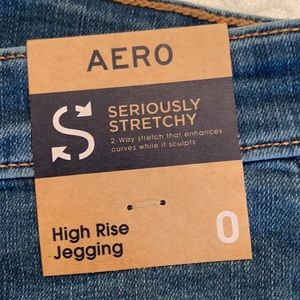 AERO
SERIOUSLY
STRETCHY
2-Way stretch that enhances
curves while it sculpts
High Rise
Jegging
0